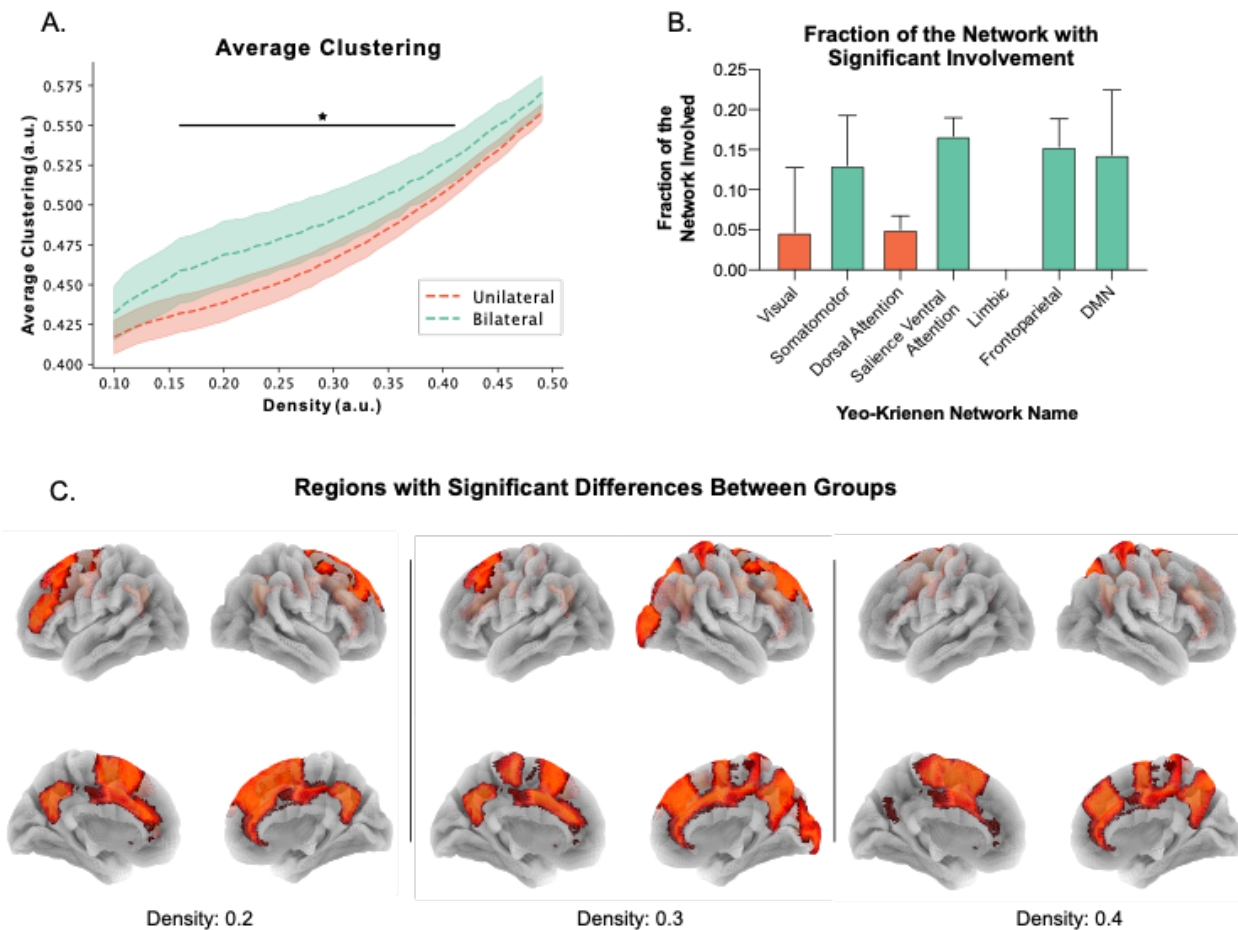 A.
Average Clustering
Average Clustering (a.u.)
0.575
0.550
0.525
0.500
0.475
0.450
0.425
0.400
0.10 0.15 0.20 0.25 0.30 0.35 0.40 0.45 0.50
Density (a.u.)
Unilateral
Bilateral
B.
Fraction of the Network with
Significant Involvement
Fraction of the
Network Involved
0.25
0.20
0.15
0.10
0.05
0.00
Visual
Somatomotor
Dorsal Attention
Salience Ventral
Attention
Limbic
Frontoparietal
DMN
Yeo-Krienen Network Name
C.
Regions with Significant Differences Between Groups
Density: 0.2
Density: 0.3
Density: 0.4